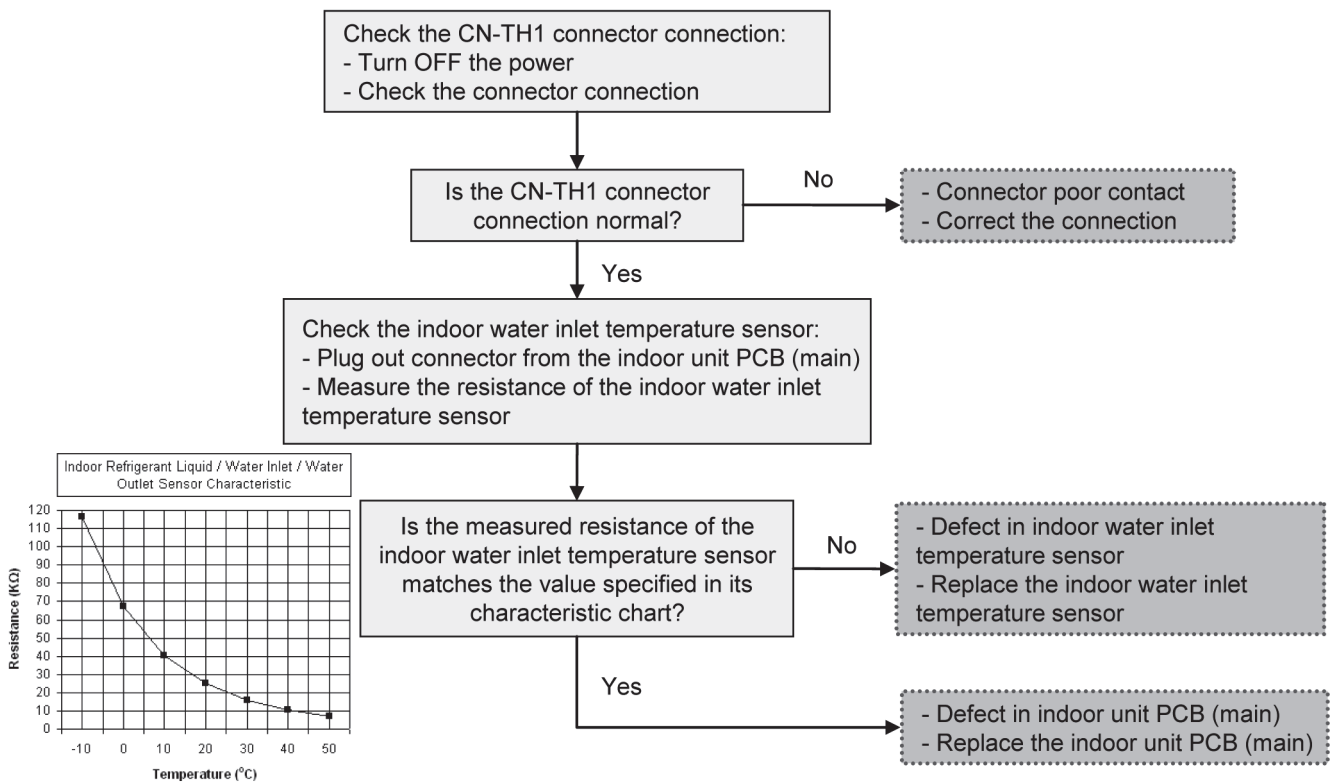 Check the CN-TH1 connector connection:
- Turn OFF the power
- Check the connector connection
Is the CN-TH1 connector
connection normal?
No
- Connector poor contact
- Correct the connection
Yes
Check the indoor water inlet temperature sensor:
- Plug out connector from the indoor unit PCB (main)
- Measure the resistance of the indoor water inlet
temperature sensor
Indoor Refrigerant Liquid / Water Inlet / Water
Outlet Sensor Characteristic
120
110
100
90
80
70
60
50
40
30
20
10
0
Resistance (KΩ)
-10 0 10 20 30 40 50
Temperature (°C)
Is the measured resistance of the
indoor water inlet temperature sensor
matches the value specified in its
characteristic chart?
No
- Defect in indoor water inlet
temperature sensor
- Replace the indoor water inlet
temperature sensor
Yes
- Defect in indoor unit PCB (main)
- Replace the indoor unit PCB (main)